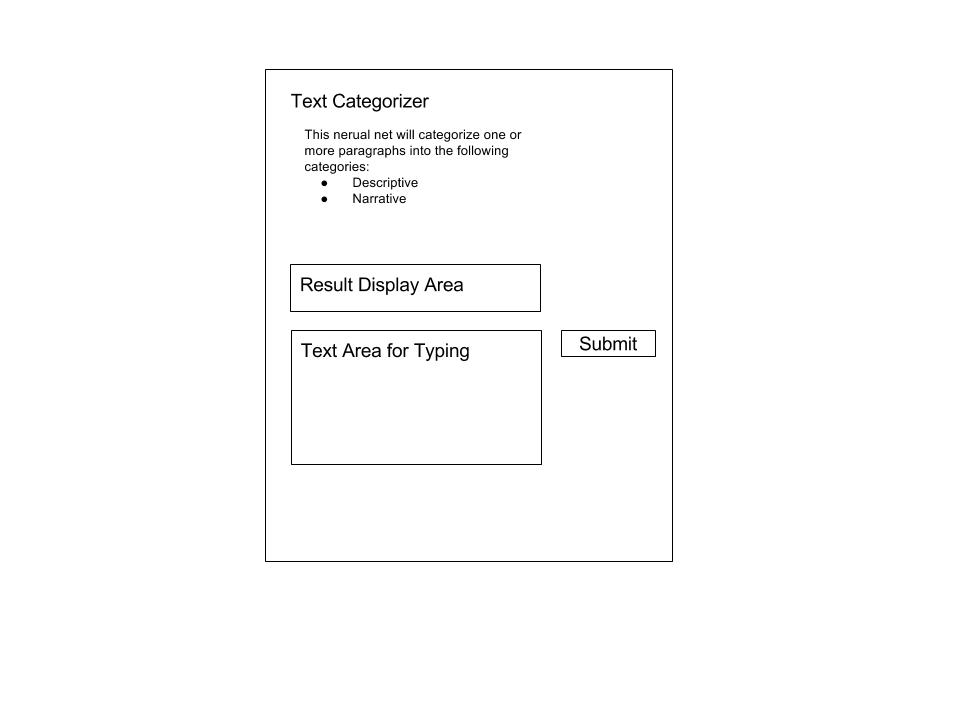 Text Categorizer
This nerual net will categorize one or
more paragraphs into the following
categories:
● Descriptive
● Narrative
Result Display Area
Text Area for Typing
Submit